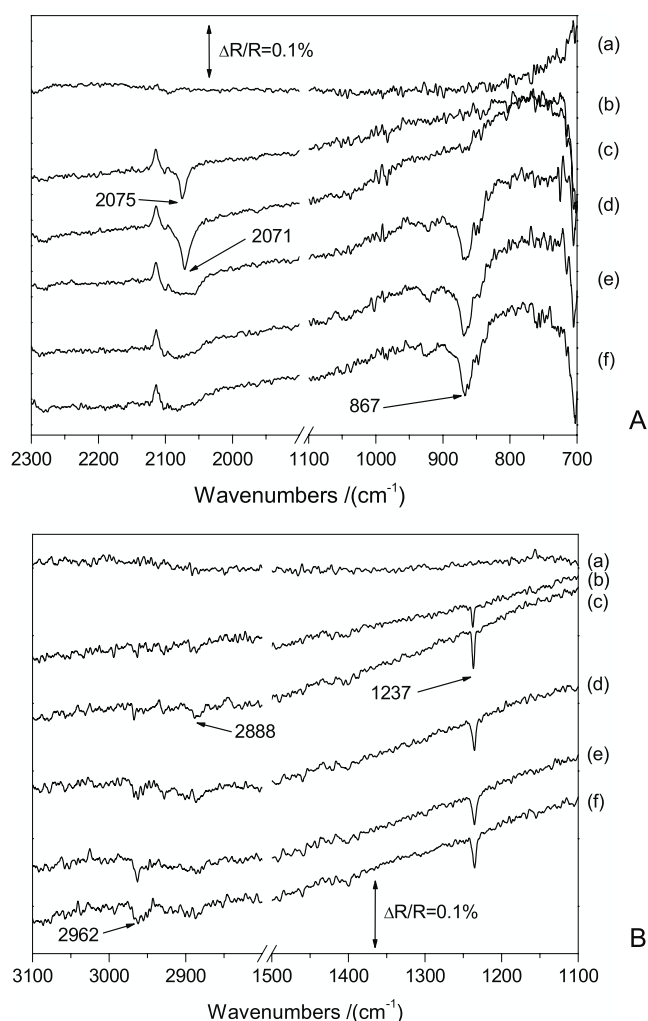 ΔR/R=0.1%
(a)
(b)
(c)
(d)
(e)
(f)
2075
2071
867
A
2300 2200 2100 2000 1100 1000 900 800 700
Wavenumbers /(cm⁻¹)
(a)
(b)
(c)
(d)
(e)
(f)
1237
2888
2962
ΔR/R=0.1%
B
3100 3000 2900 1500 1400 1300 1200 1100
Wavenumbers /(cm⁻¹)